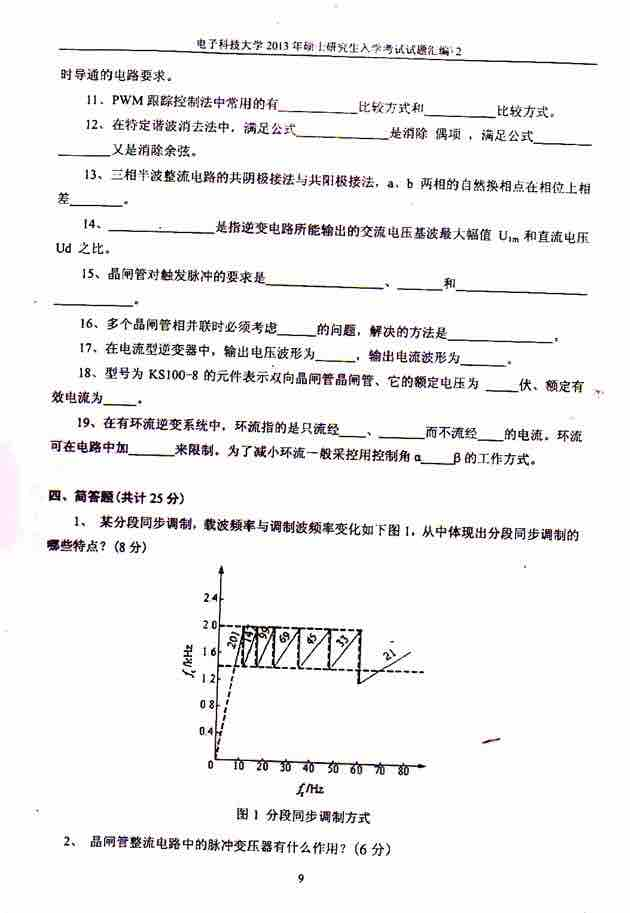 电子科技大学 2013 年硕士研究生入学考试试题汇编 2
时导通的电路要求。
11、PWM 跟踪控制法中常用的有__________比较方式和__________比较方式。
12、在特定谐波消去法中，满足公式____________是消除 偶项 ，满足公式________
_______又是消除余弦。
13、三相半波整流电路的共阴极接法与共阳极接法，a、b 两相的自然换相点在相位上相
差_______。
14、______________是指逆变电路所能输出的交流电压基波最大幅值 U1m 和直流电压
Ud 之比。
15、晶闸管对触发脉冲的要求是_______________、______和_________________
__________。
16、多个晶闸管相并联时必须考虑_____的问题，解决的方法是______________。
17、在电流型逆变器中，输出电压波形为_____，输出电流波形为______。
18、型号为 KS100-8 的元件表示双向晶闸管晶闸管、它的额定电压为 ____伏、额定有
效电流为____。
19、在有环流逆变系统中，环流指的是只流经___、______而不流经___的电流。环流
可在电路中加______来限制。为了减小环流一般采控用控制角 α____β 的工作方式。
四、简答题(共计 25 分)
1、 某分段同步调制，载波频率与调制波频率变化如下图 1，从中体现出分段同步调制的
哪些特点？(8 分)
2.4
2.0
1.6
1.2
0.8
0.4
0
fc/kHz
201
147
99
69
45
33
21
10 20 30 40 50 60 70 80
fr/Hz
图 1 分段同步调制方式
2、 晶闸管整流电路中的脉冲变压器有什么作用？(6 分)
9